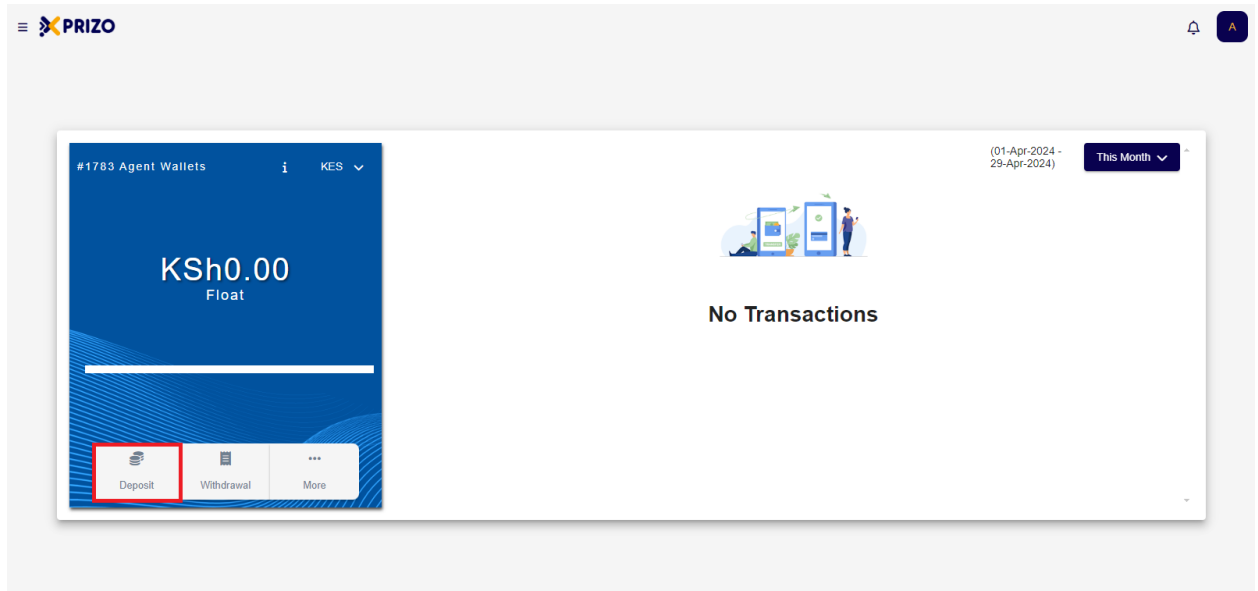 XPRIZO
A
#1783 Agent Wallets i KES
KSh0.00
Float
Deposit Withdrawal More
(01-Apr-2024 -
29-Apr-2024)
This Month
No Transactions